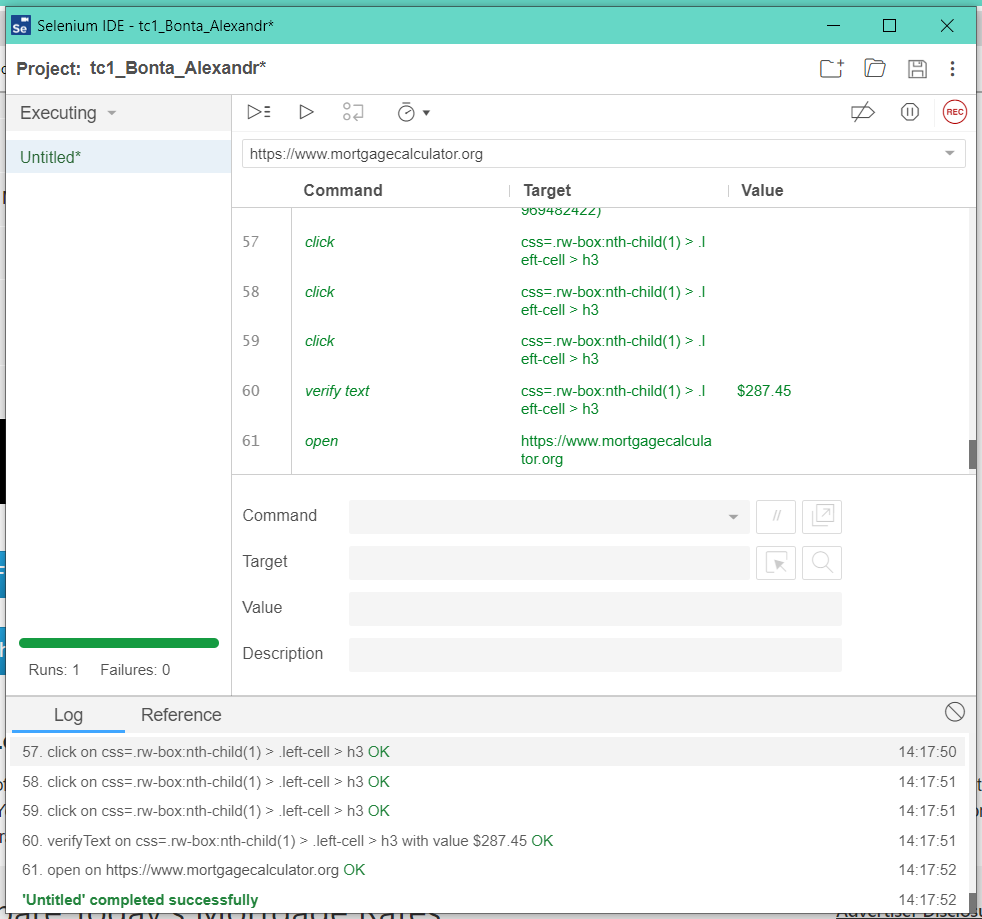 Se Selenium IDE - tc1_Bonta_Alexandr*
Project: tc1_Bonta_Alexandr*
Executing
REC
Untitled*
https://www.mortgagecalculator.org
Command Target Value
969482422)
57 click css=.rw-box:nth-child(1) > .l
eft-cell > h3
58 click css=.rw-box:nth-child(1) > .l
eft-cell > h3
59 click css=.rw-box:nth-child(1) > .l
eft-cell > h3
60 verify text css=.rw-box:nth-child(1) > .l $287.45
eft-cell > h3
61 open https://www.mortgagecalcula
tor.org
Command //
Target
Value
Description
Runs: 1 Failures: 0
Log Reference
57. click on css=.rw-box:nth-child(1) > .left-cell > h3 OK 14:17:50
58. click on css=.rw-box:nth-child(1) > .left-cell > h3 OK 14:17:51
59. click on css=.rw-box:nth-child(1) > .left-cell > h3 OK 14:17:51
60. verifyText on css=.rw-box:nth-child(1) > .left-cell > h3 with value $287.45 OK 14:17:51
61. open on https://www.mortgagecalculator.org OK 14:17:52
'Untitled' completed successfully 14:17:52